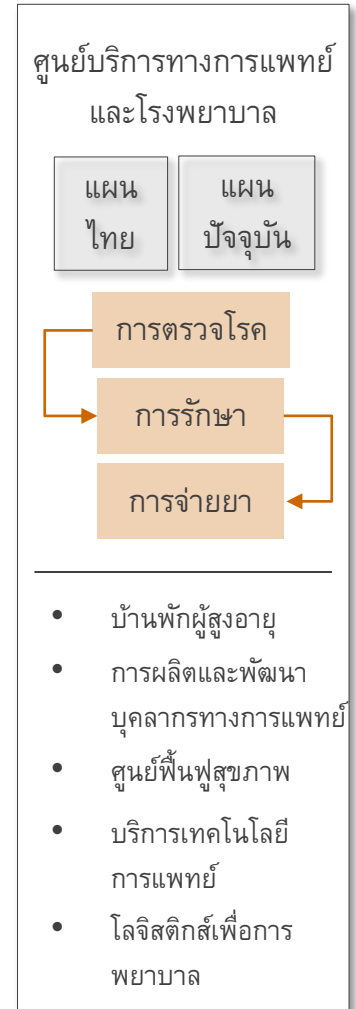 ศูนย์บริการทางการแพทย์
และโรงพยาบาล
แผน
ไทย
แผน
ปัจจุบัน
การตรวจโรค
การรักษา
การจ่ายยา
• บ้านพักผู้สูงอายุ
• การผลิตและพัฒนา
บุคลากรทางการแพทย์
• ศูนย์ฟื้นฟูสุขภาพ
• บริการเทคโนโลยี
การแพทย์
• โลจิสติกส์เพื่อการ
พยาบาล